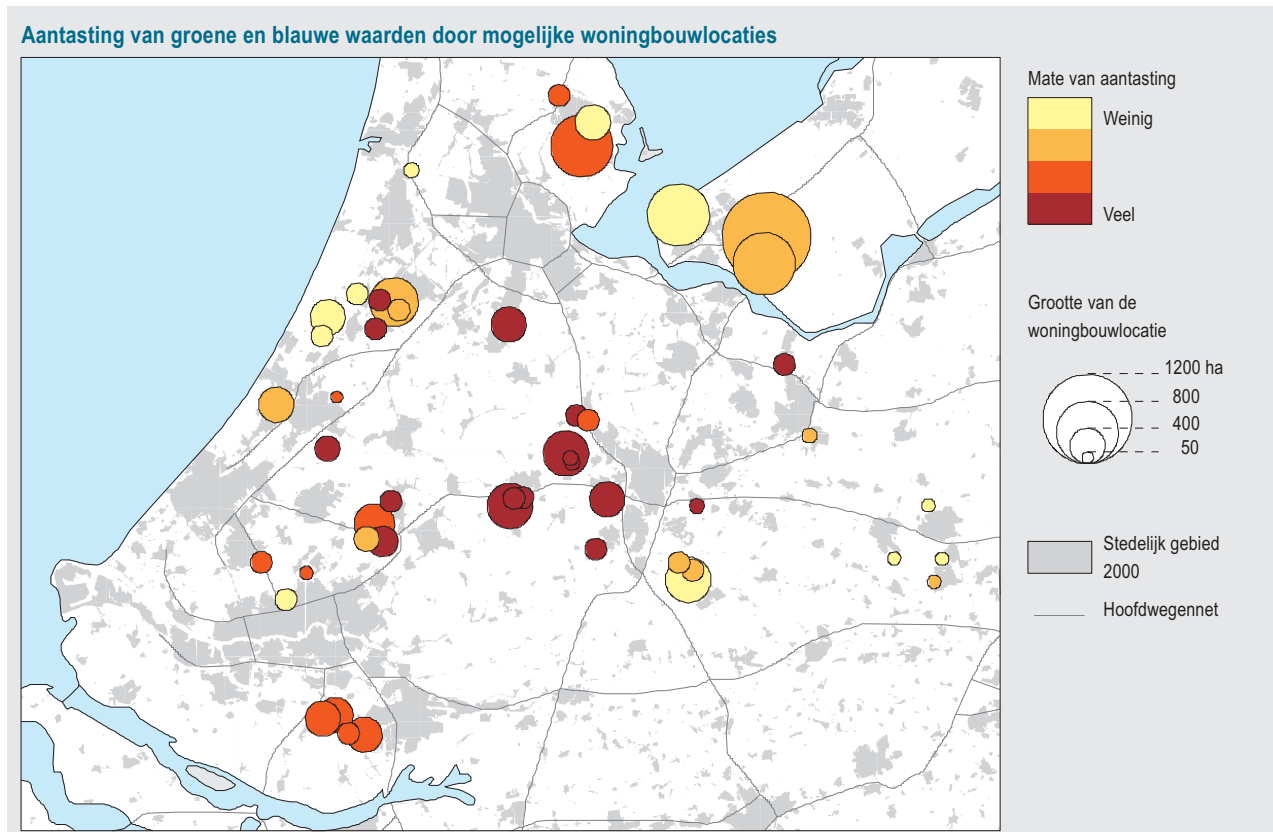 Aantasting van groene en blauwe waarden door mogelijke woningbouwlocaties
Mate van aantasting
Weinig
Veel
Grootte van de
woningbouwlocatie
1200 ha
800
400
50
Stedelijk gebied
2000
Hoofdwegennet